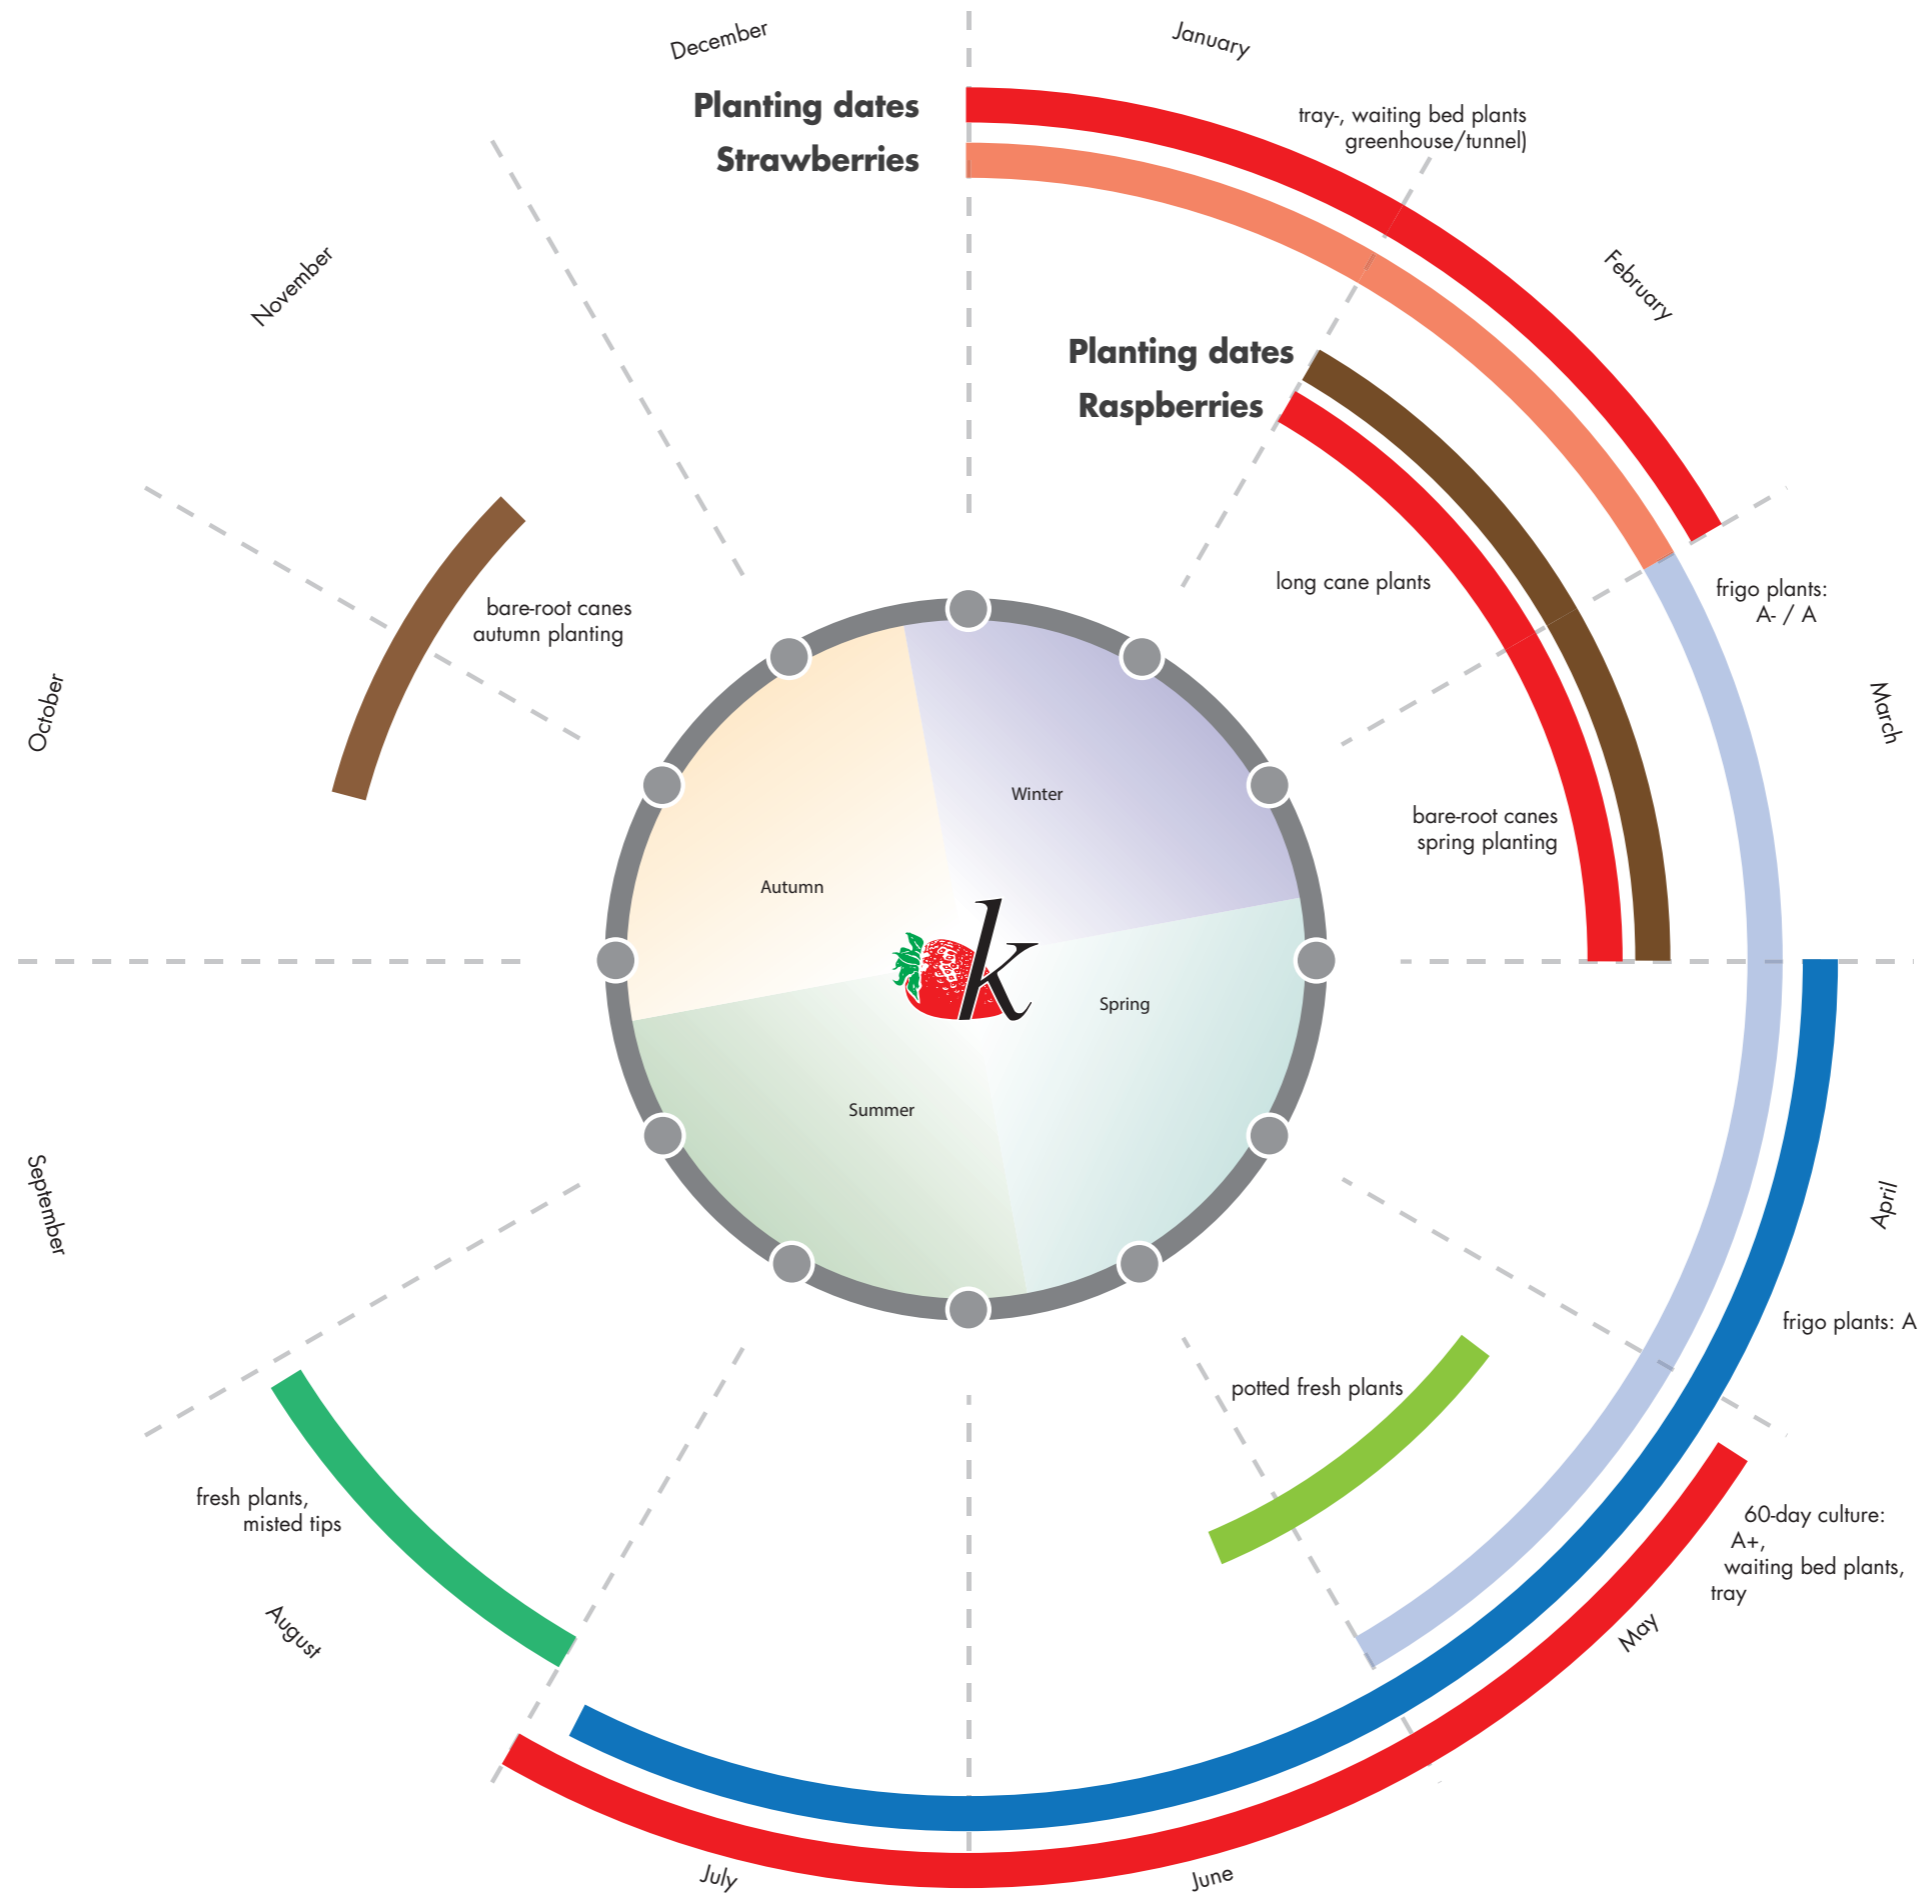 December
January
Planting dates
Strawberries
tray-, waiting bed plants
greenhouse/tunnel)
November
February
Planting dates
Raspberries
long cane plants
frigo plants:
A- / A
bare-root canes
autumn planting
October
March
Winter
bare-root canes
spring planting
Autumn
k
Spring
Summer
September
April
frigo plants: A
potted fresh plants
fresh plants,
misted tips
60-day culture:
A+,
waiting bed plants,
tray
August
May
July
June